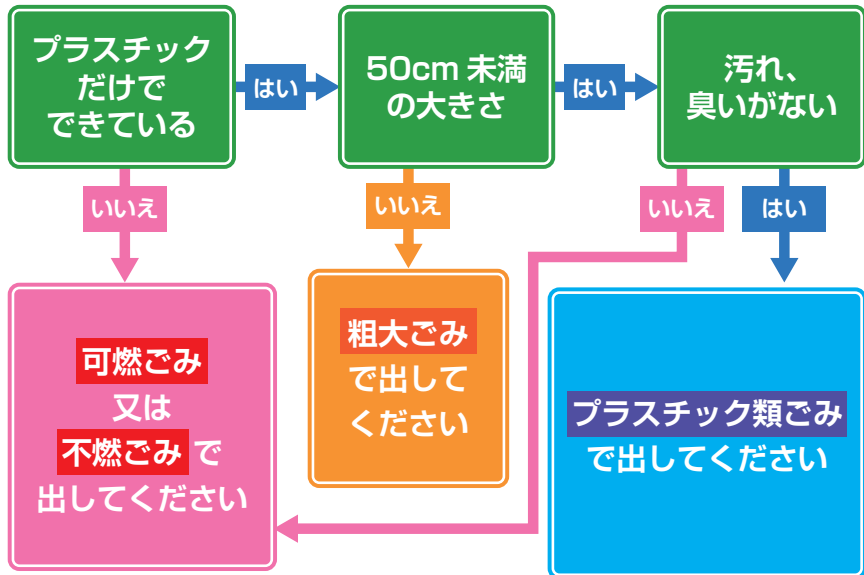 プラスチック
だけで
できている
はい
50cm 未満
の大きさ
はい
汚れ、
臭いがない
いいえ
いいえ
いいえ
はい
可燃ごみ
又は
不燃ごみ で
出してください
粗大ごみ
で出して
ください
プラスチック類ごみ
で出してください